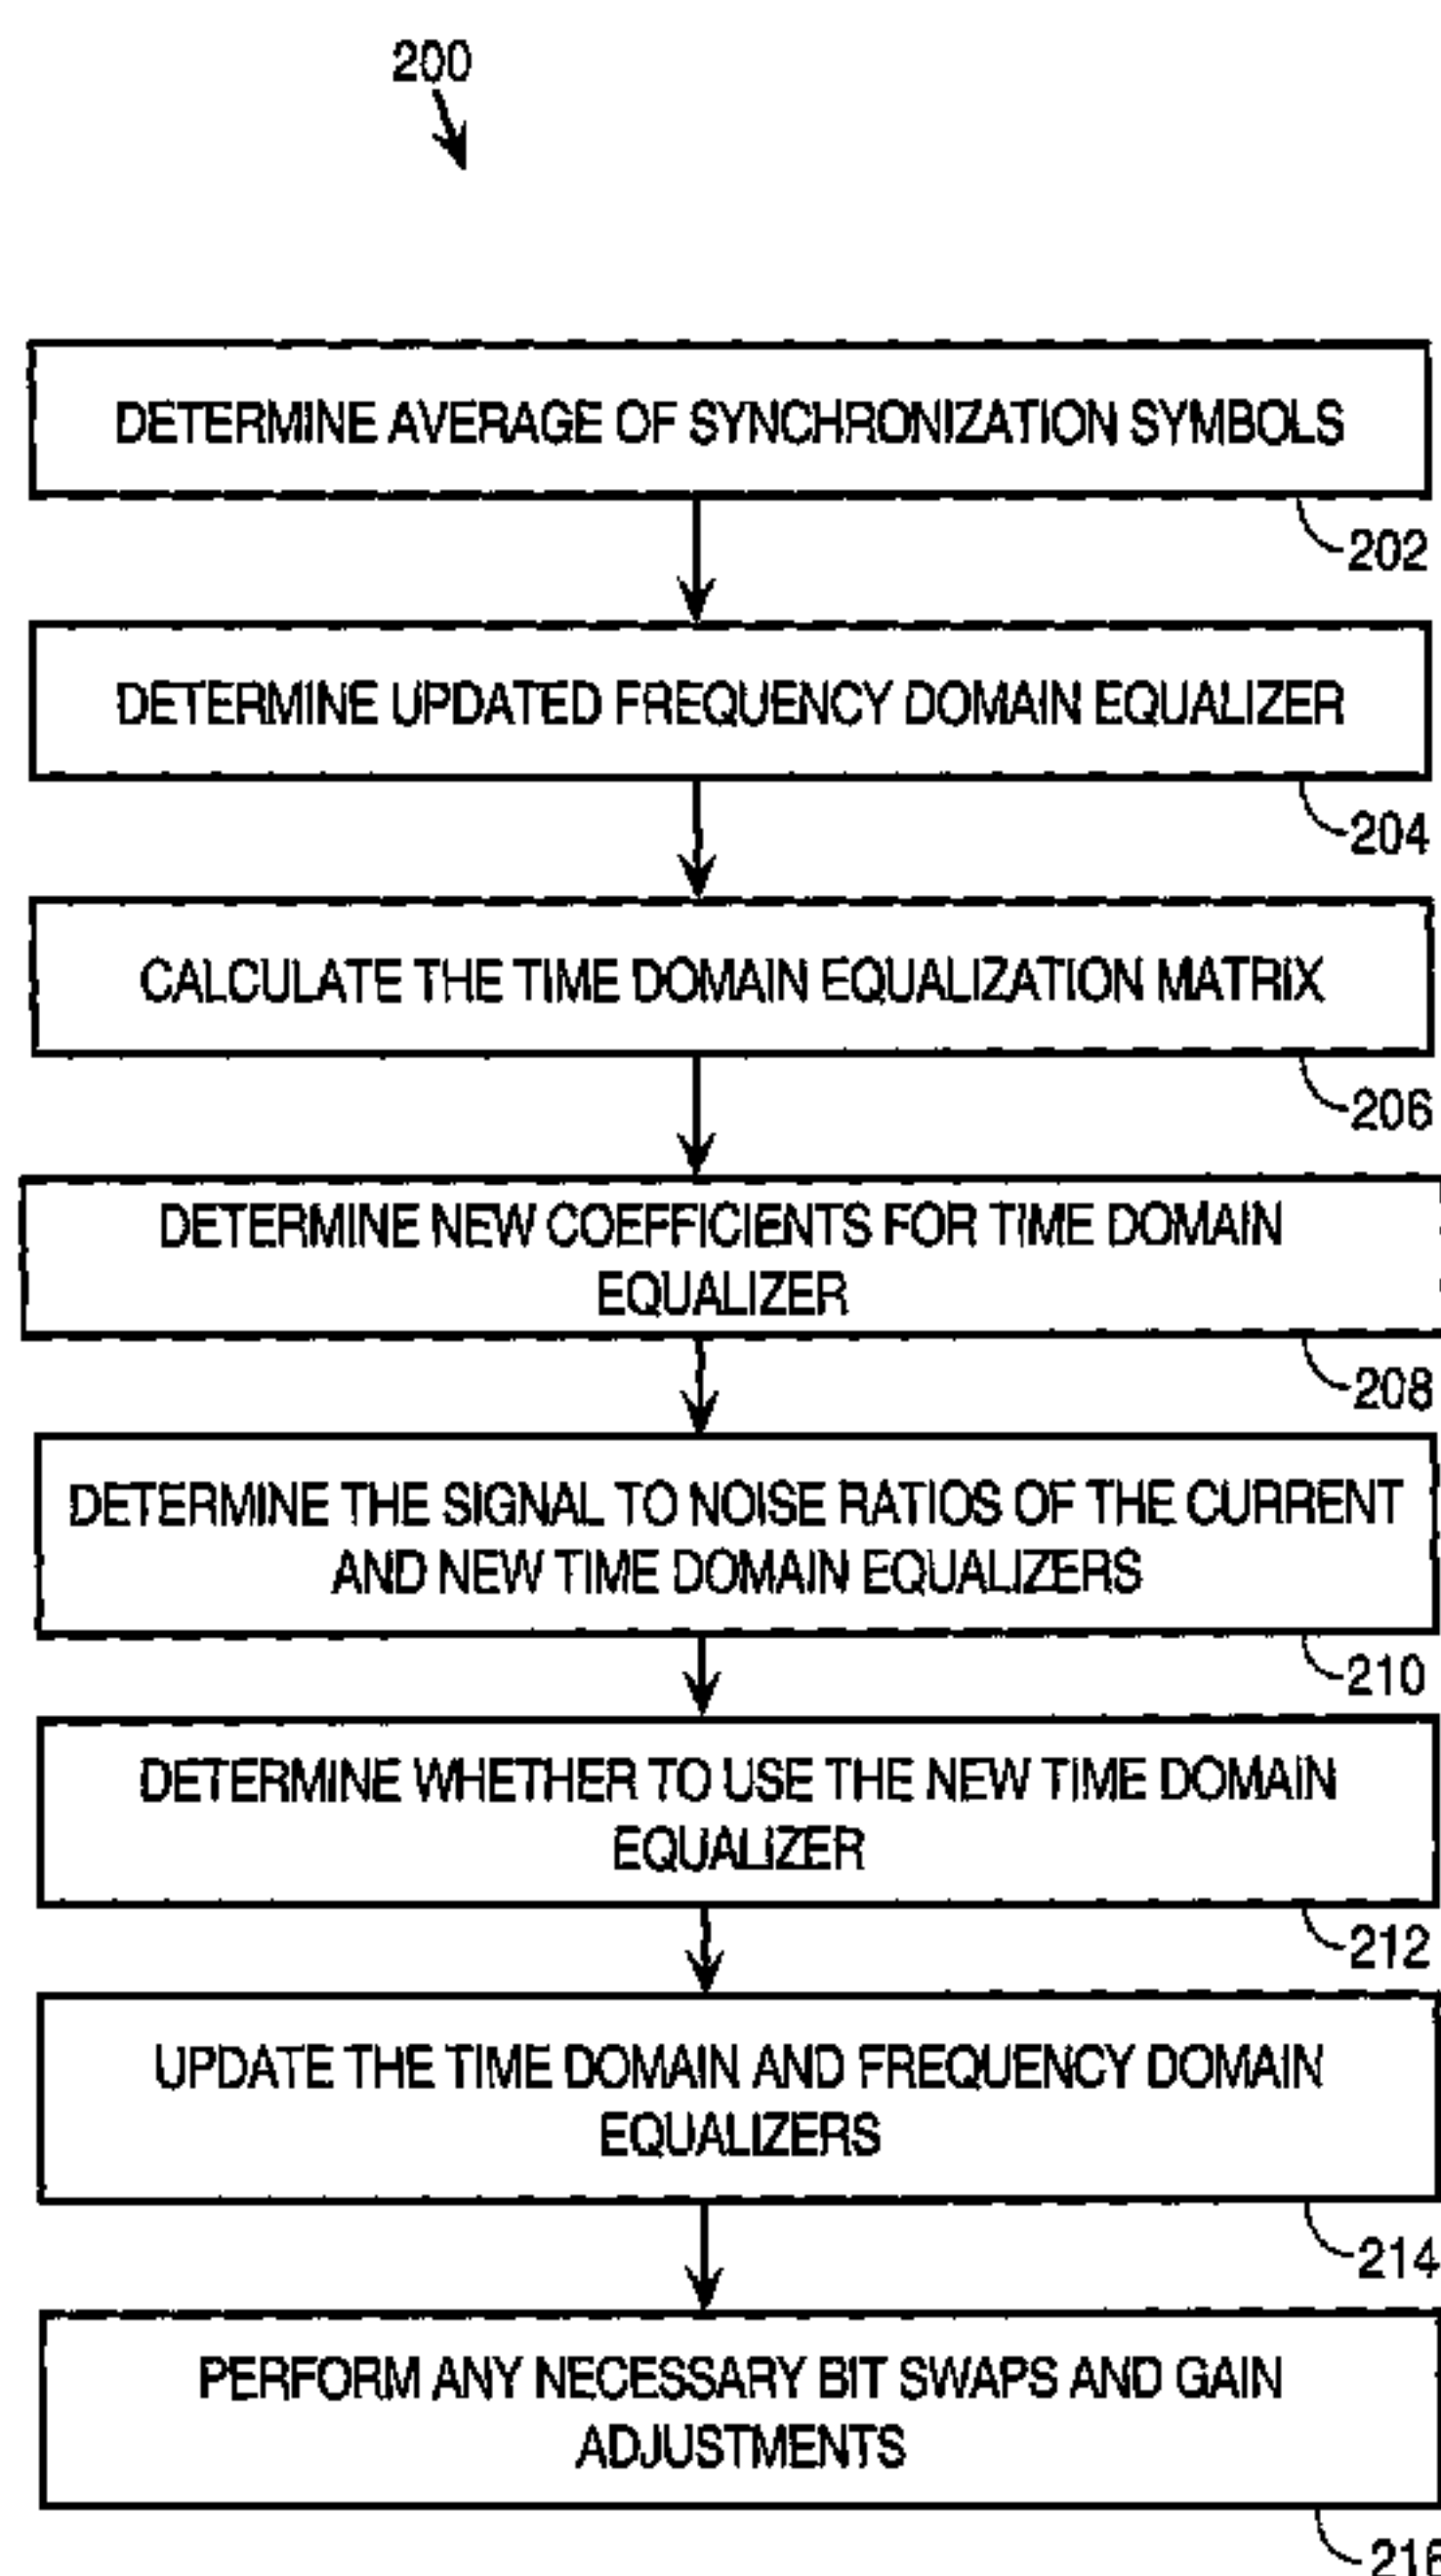 200
DETERMINE AVERAGE OF SYNCHRONIZATION SYMBOLS
202
DETERMINE UPDATED FREQUENCY DOMAIN EQUALIZER
204
CALCULATE THE TIME DOMAIN EQUALIZATION MATRIX
206
DETERMINE NEW COEFFICIENTS FOR TIME DOMAIN
EQUALIZER
208
DETERMINE THE SIGNAL TO NOISE RATIOS OF THE CURRENT
AND NEW TIME DOMAIN EQUALIZERS
210
DETERMINE WHETHER TO USE THE NEW TIME DOMAIN
EQUALIZER
212
UPDATE THE TIME DOMAIN AND FREQUENCY DOMAIN
EQUALIZERS
214
PERFORM ANY NECESSARY BIT SWAPS AND GAIN
ADJUSTMENTS
216